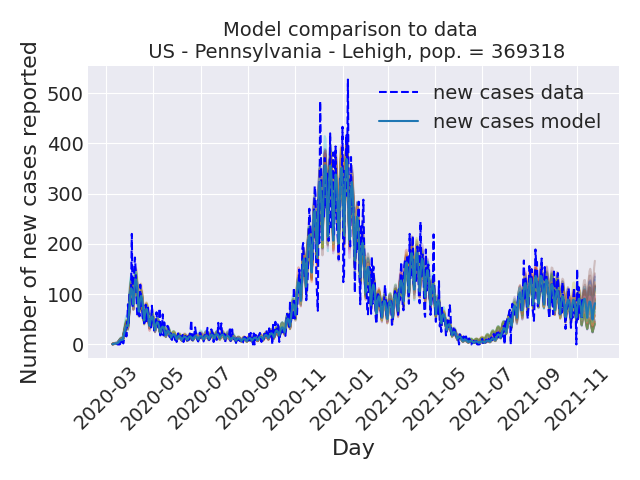 Model comparison to data
US - Pennsylvania - Lehigh, pop. = 369318
Number of new cases reported
500
400
300
200
100
0
new cases data
new cases model
2020-03
2020-05
2020-07
2020-09
2020-11
2021-01
2021-03
2021-05
2021-07
2021-09
2021-11
Day